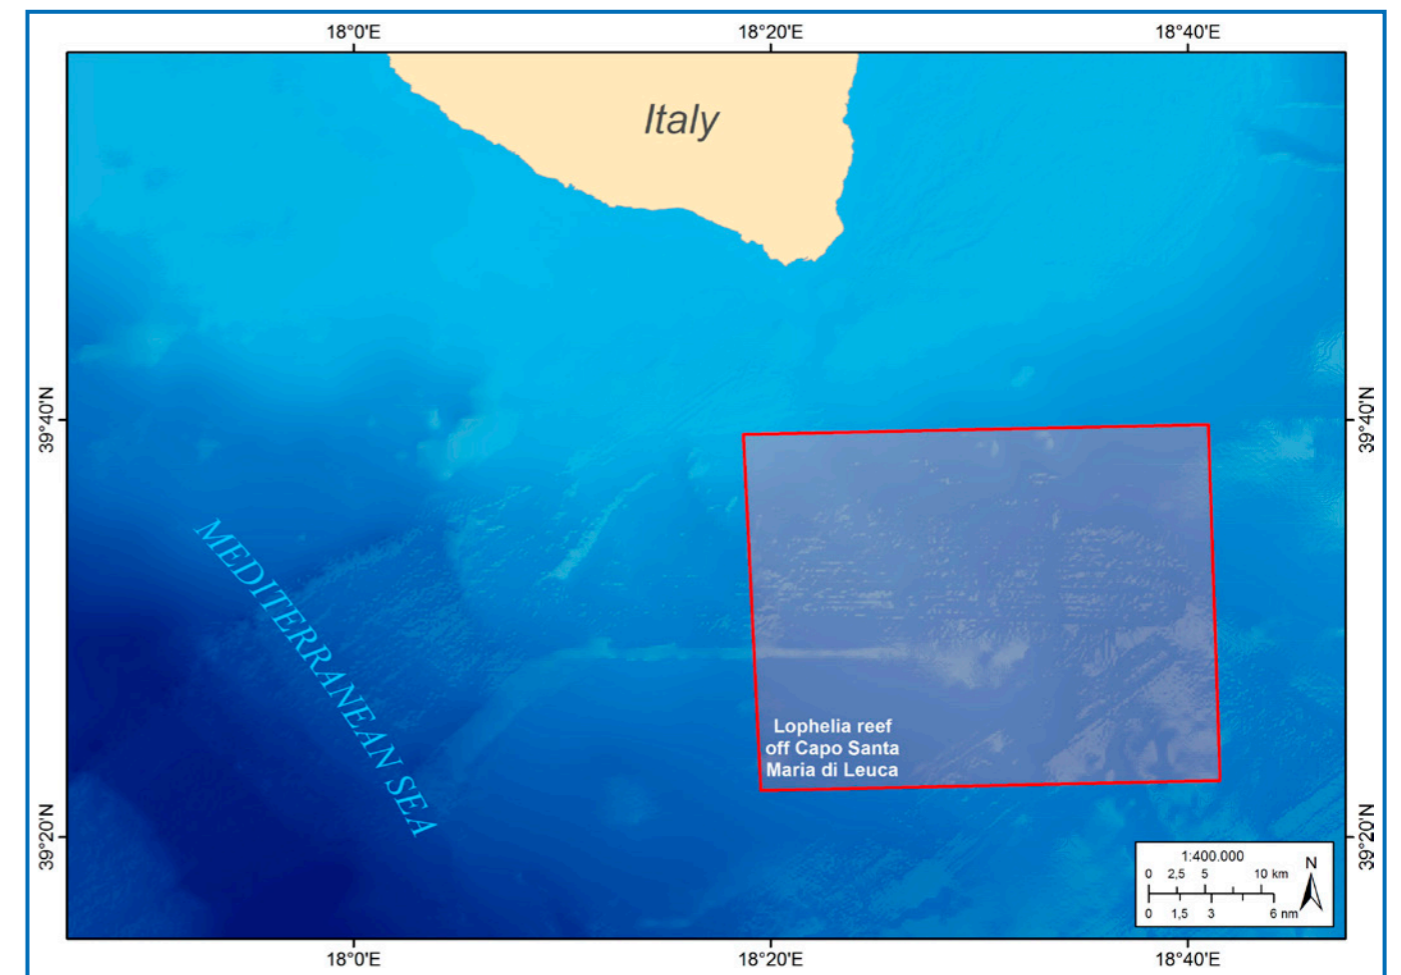 18°0'E 18°20'E 18°40'E
Italy
39°40'N 39°40'N
MEDITERRANEAN SEA
Lophelia reef
off Capo Santa
Maria di Leuca
39°20'N 39°20'N
1:400.000
N
0 2,5 5 10 km
0 1,5 3 6 nm
18°0'E 18°20'E 18°40'E